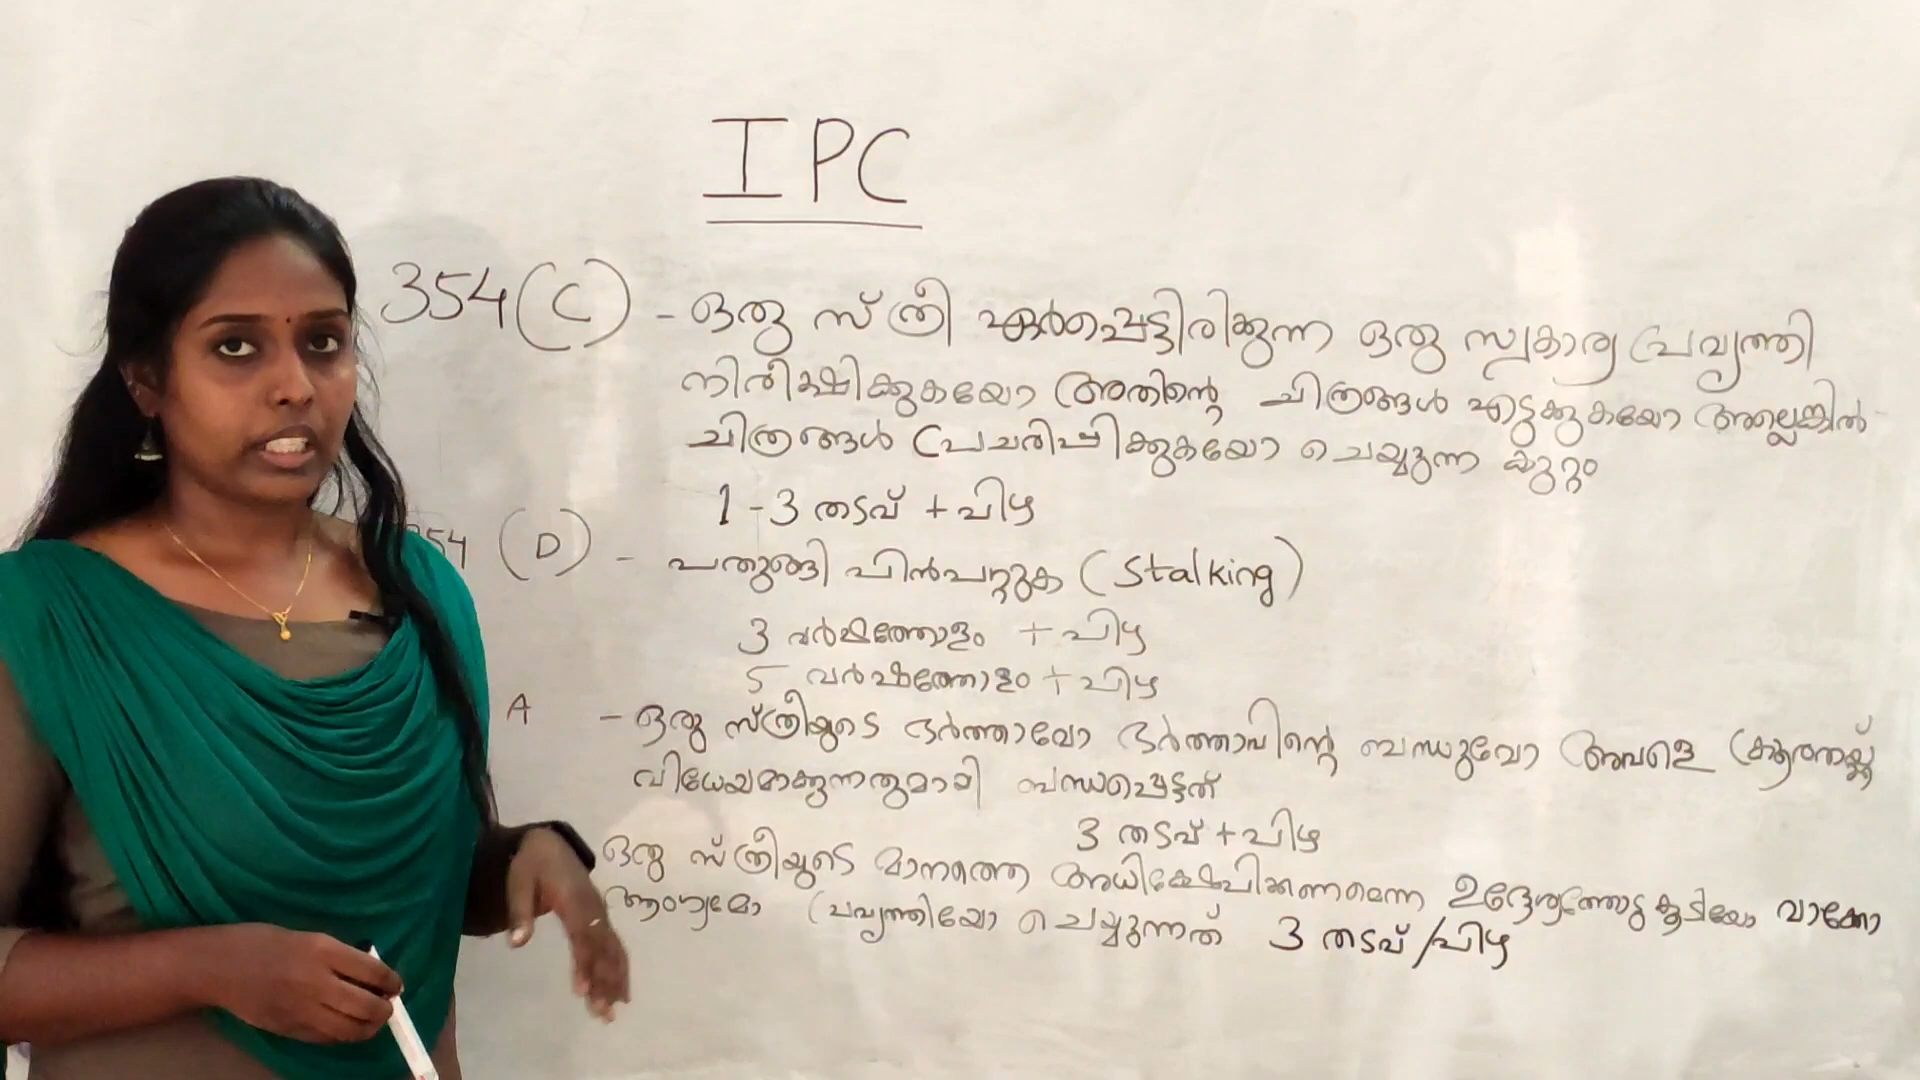 IPC
354 (C) - ഒരു സ്ത്രീ ഏർപ്പെട്ടിരിക്കുന്ന ഒരു സ്വകാര്യ പ്രവൃത്തി
നിരീക്ഷിക്കുകയോ അതിന്റെ ചിത്രങ്ങൾ എടുക്കുകയോ അല്ലെങ്കിൽ
ചിത്രങ്ങൾ പ്രചരിപ്പിക്കുകയോ ചെയ്യുന്ന കുറ്റം
1 - 3 തടവ് + പിഴ
354 (D) - പതുങ്ങി പിൻപറ്റുക (Stalking)
3 വർഷത്തോളം + പിഴ
5 വർഷത്തോളം + പിഴ
A - ഒരു സ്ത്രീയുടെ ഭർത്താവോ ഭർത്താവിന്റെ ബന്ധുവോ അവളെ ക്രൂരതയ്ക്ക്
വിധേയമാക്കുന്നതുമായി ബന്ധപ്പെട്ടത്
3 തടവ് + പിഴ
ഒരു സ്ത്രീയുടെ മാനത്തെ അധിക്ഷേപിക്കണമെന്ന ഉദ്ദേശ്യത്തോടുകൂടിയോ വാക്കോ
ആംഗ്യമോ പ്രവൃത്തിയോ ചെയ്യുന്നത് 3 തടവ് / പിഴ